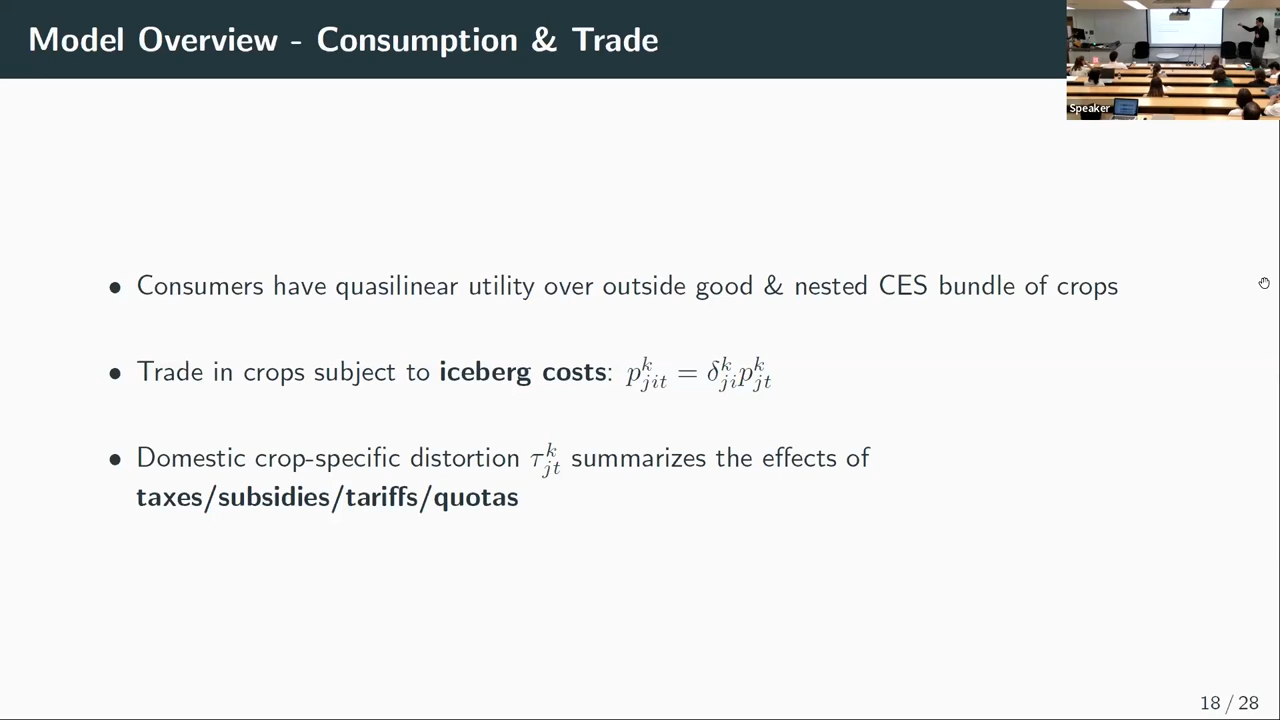 Model Overview - Consumption & Trade
Speaker
• Consumers have quasilinear utility over outside good & nested CES bundle of crops
• Trade in crops subject to iceberg costs: $p^k_{jit} = \delta^k_{ji} p^k_{jt}$
• Domestic crop-specific distortion $\tau^k_{jt}$ summarizes the effects of
taxes/subsidies/tariffs/quotas
18 / 28